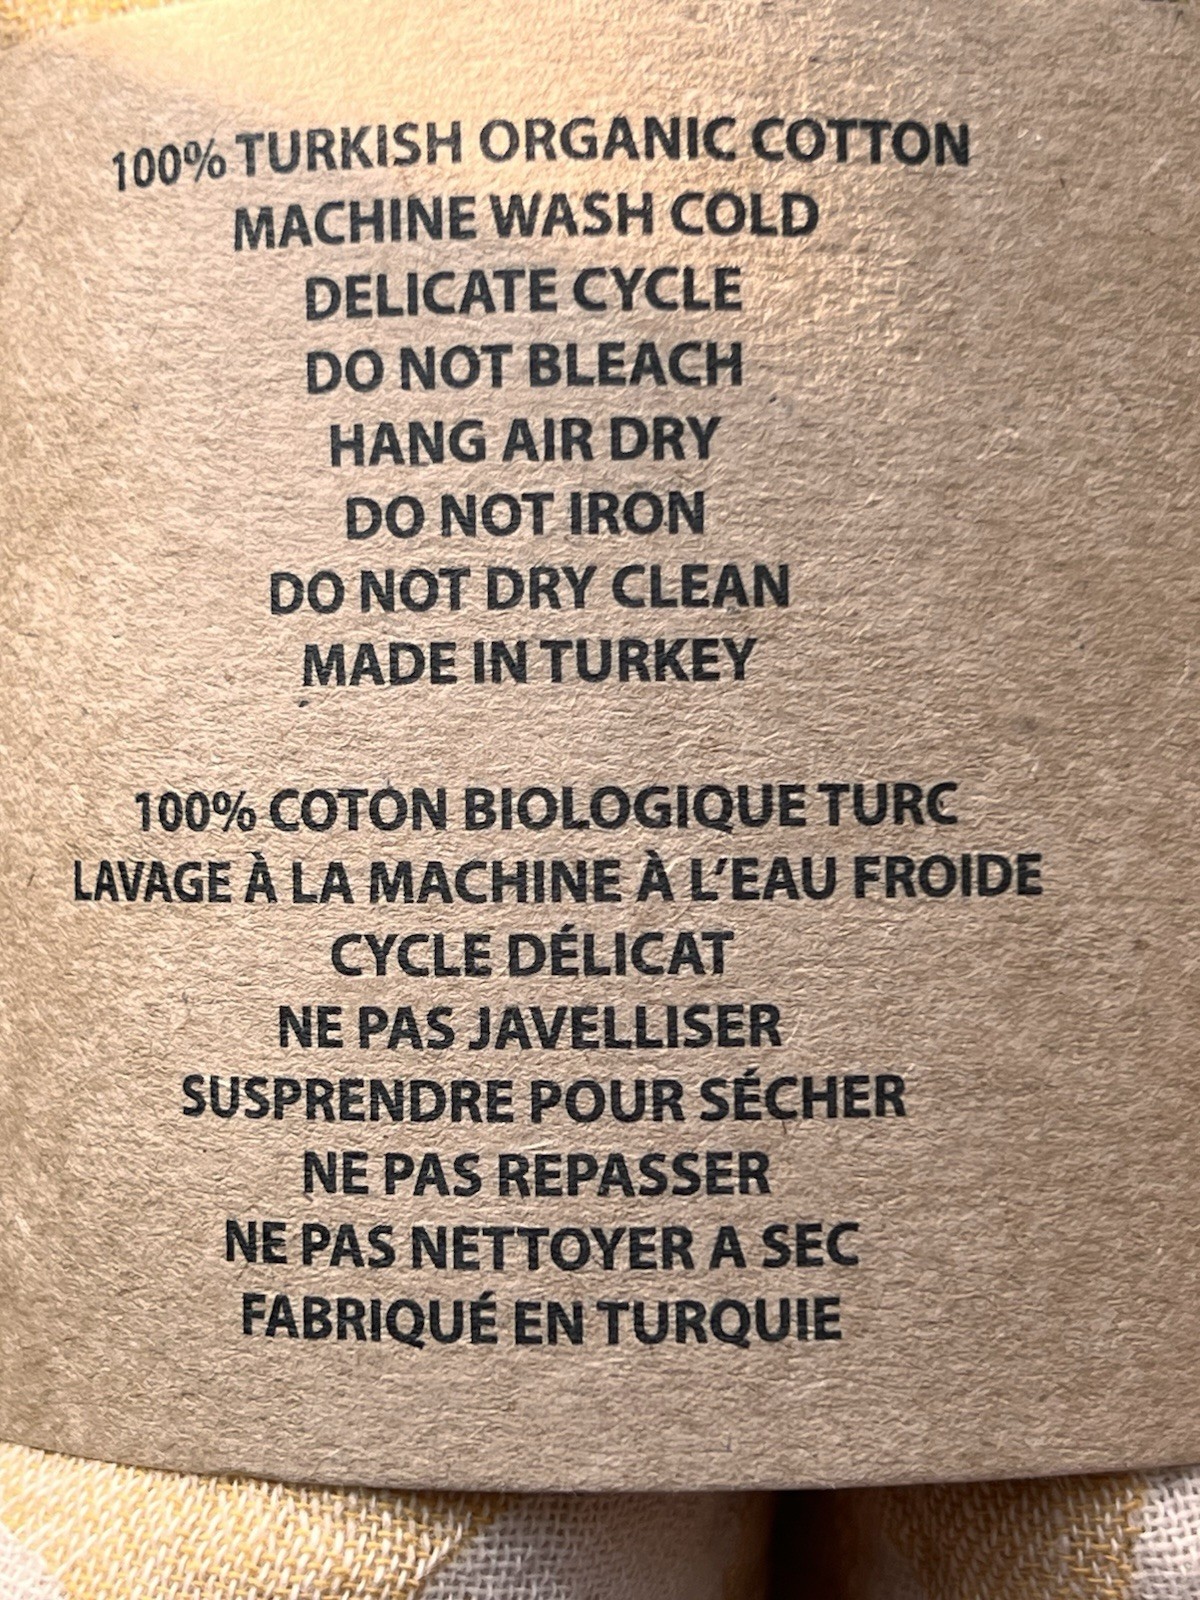 100% TURKISH ORGANIC COTTON
MACHINE WASH COLD
DELICATE CYCLE
DO NOT BLEACH
HANG AIR DRY
DO NOT IRON
DO NOT DRY CLEAN
MADE IN TURKEY
100% COTON BIOLOGIQUE TURC
LAVAGE À LA MACHINE À L’EAU FROIDE
CYCLE DÉLICAT
NE PAS JAVELLISER
SUSPRENDRE POUR SÉCHER
NE PAS REPASSER
NE PAS NETTOYER A SEC
FABRIQUÉ EN TURQUIE